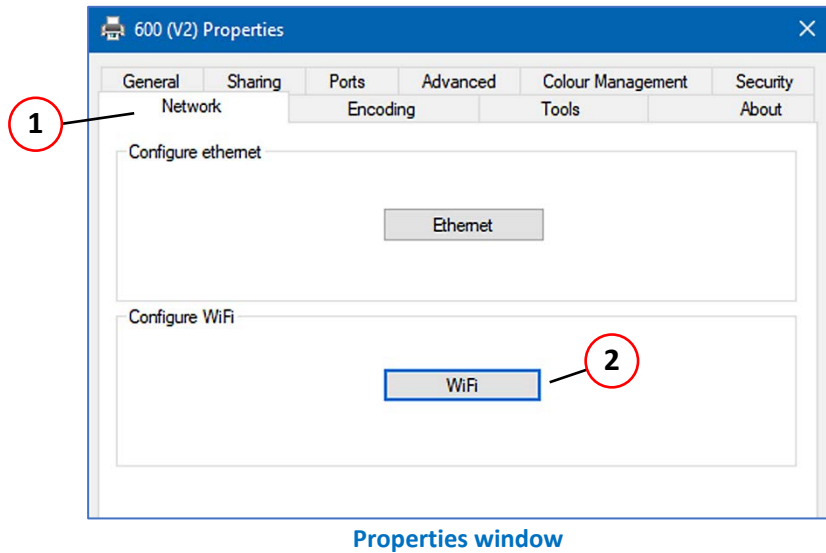 600 (V2) Properties
General Sharing Ports Advanced Colour Management Security
1 Network Encoding Tools About
Configure ethernet
Ethernet
Configure WiFi
WiFi 2
Properties window